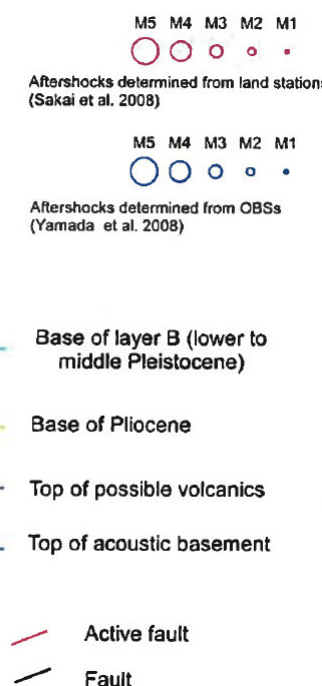 M5 M4 M3 M2 M1
Aftershocks determined from land stations
(Sakai et al. 2008)
M5 M4 M3 M2 M1
Aftershocks determined from OBSs
(Yamada et al. 2008)
Base of layer B (lower to
middle Pleistocene)
Base of Pliocene
Top of possible volcanics
Top of acoustic basement
Active fault
Fault